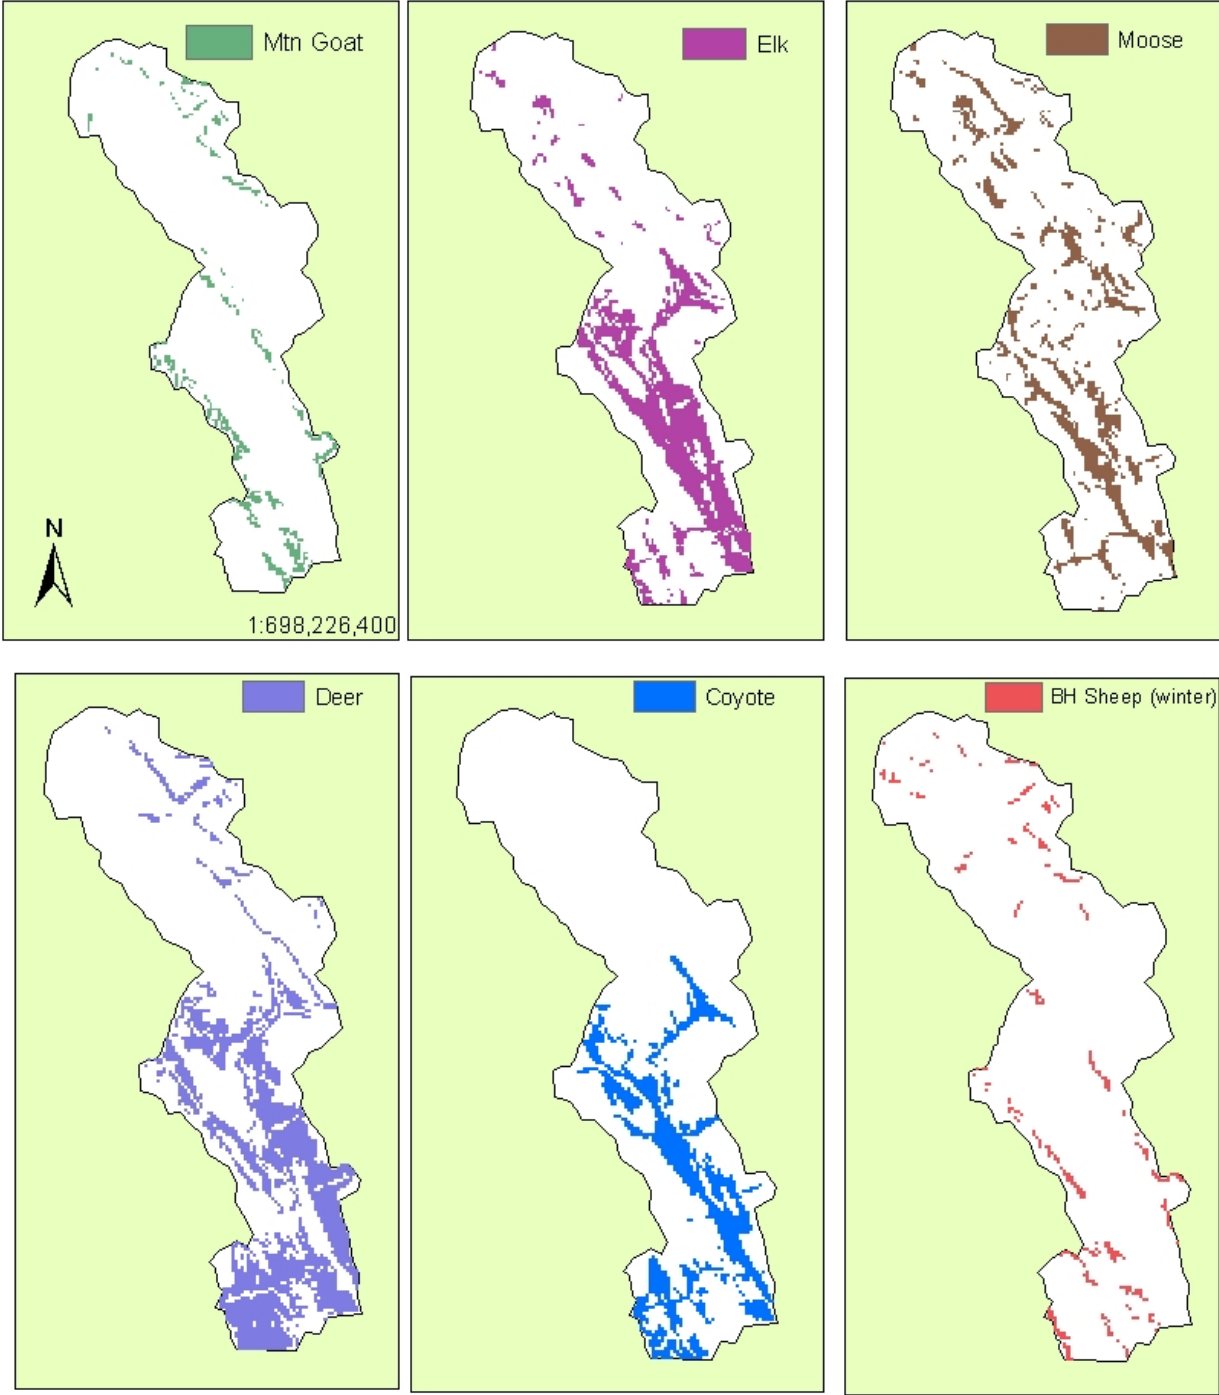 Mtn Goat
Elk
Moose
N
1:698,226,400
Deer
Coyote
BH Sheep (winter)